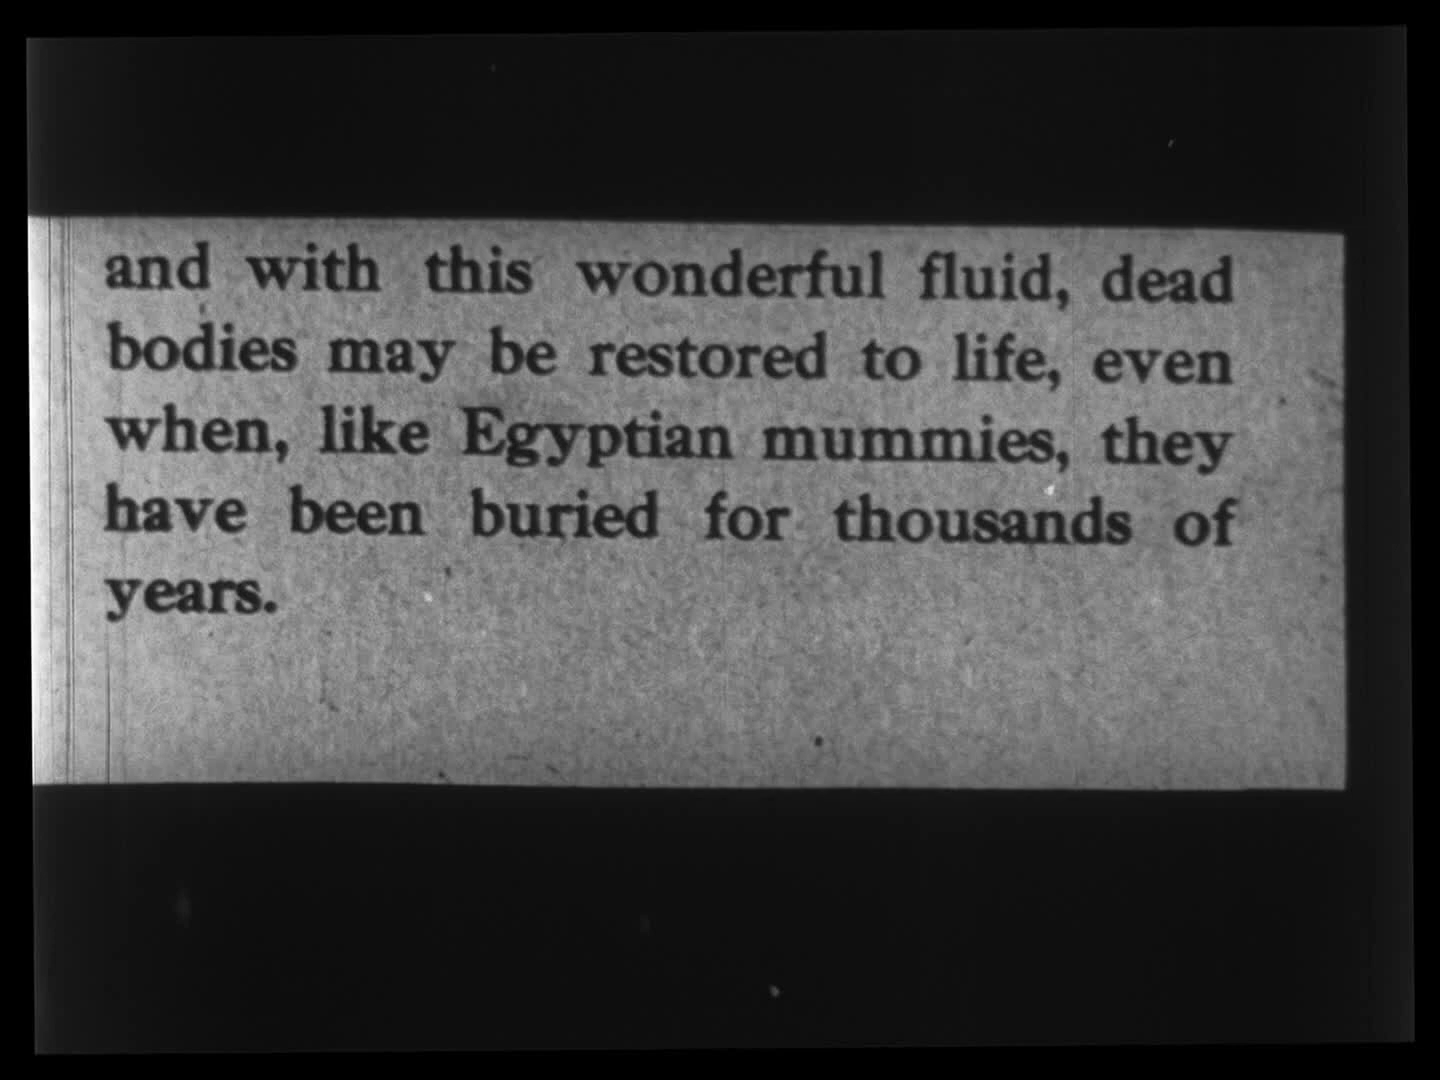 and with this wonderful fluid, dead
bodies may be restored to life, even
when, like Egyptian mummies, they
have been buried for thousands of
years.